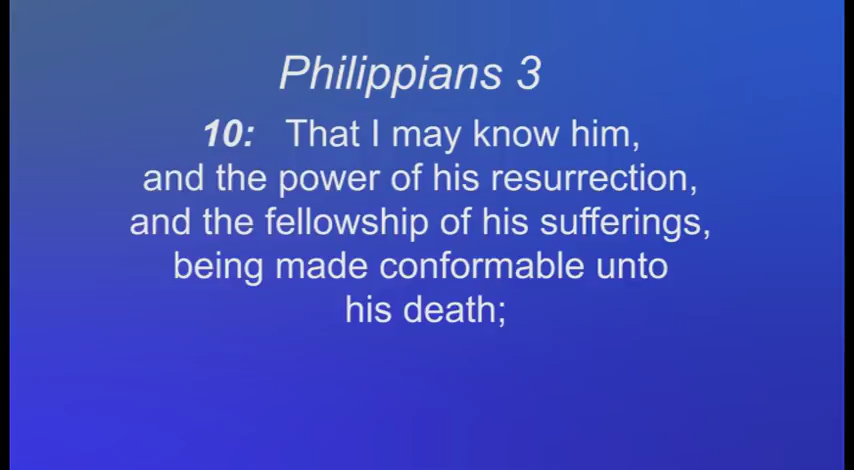 Philippians 3
10: That I may know him,
and the power of his resurrection,
and the fellowship of his sufferings,
being made conformable unto
his death;